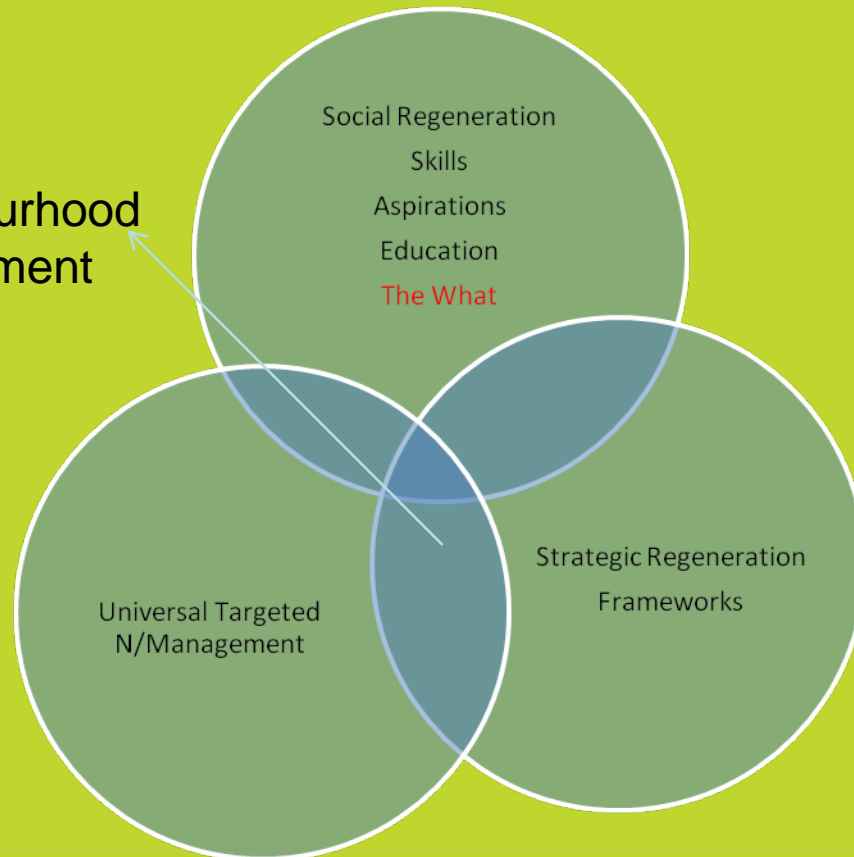 Social Regeneration
Skills
Aspirations
Education
The What
urhood
ment
Strategic Regeneration
Frameworks
Universal Targeted
N/Management